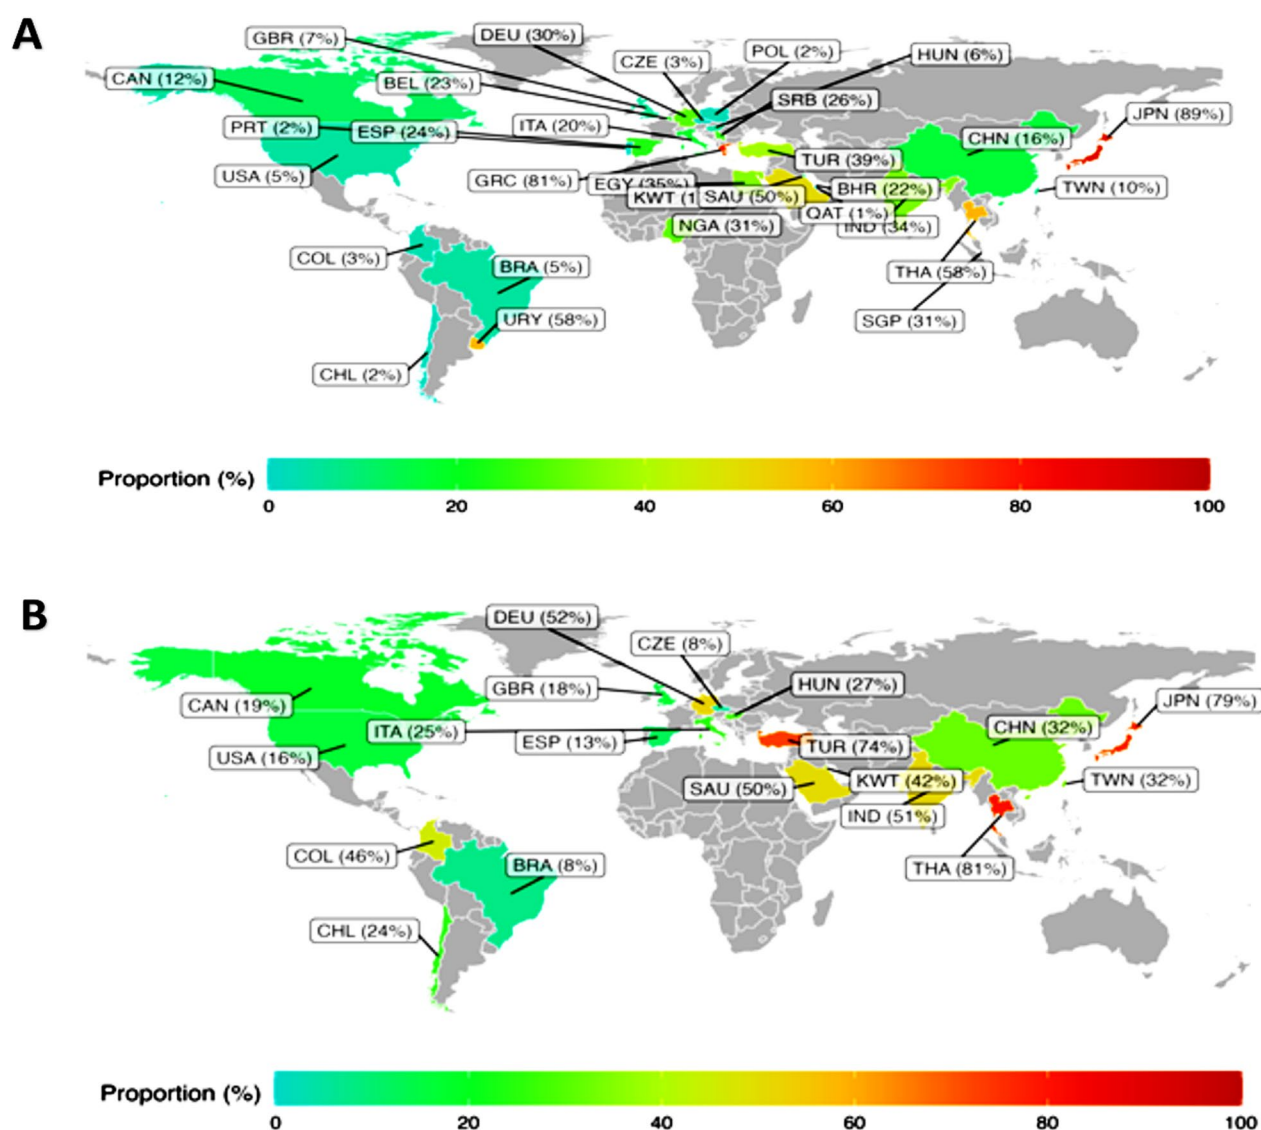 A
GBR (7%)
DEU (30%)
CZE (3%)
POL (2%)
HUN (6%)
CAN (12%)
BEL (23%)
SRB (26%)
JPN (89%)
PRT (2%)
ESP (24%)
ITA (20%)
CHN (16%)
TUR (39%)
USA (5%)
GRC (81%)
EGY (35%)
KWT
SAU (50%)
BHR (22%)
TWN (10%)
QAT (1%)
IND (34%)
NGA (31%)
COL (3%)
BRA (5%)
THA (58%)
URY (58%)
SGP (31%)
CHL (2%)
Proportion (%)
0 20 40 60 80 100
B
DEU (52%)
CZE (8%)
GBR (18%)
HUN (27%)
CAN (19%)
JPN (79%)
ITA (25%)
ESP (13%)
CHN (32%)
TUR (74%)
USA (16%)
SAU (50%)
KWT (42%)
TWN (32%)
IND (51%)
COL (46%)
BRA (8%)
THA (81%)
CHL (24%)
Proportion (%)
0 20 40 60 80 100